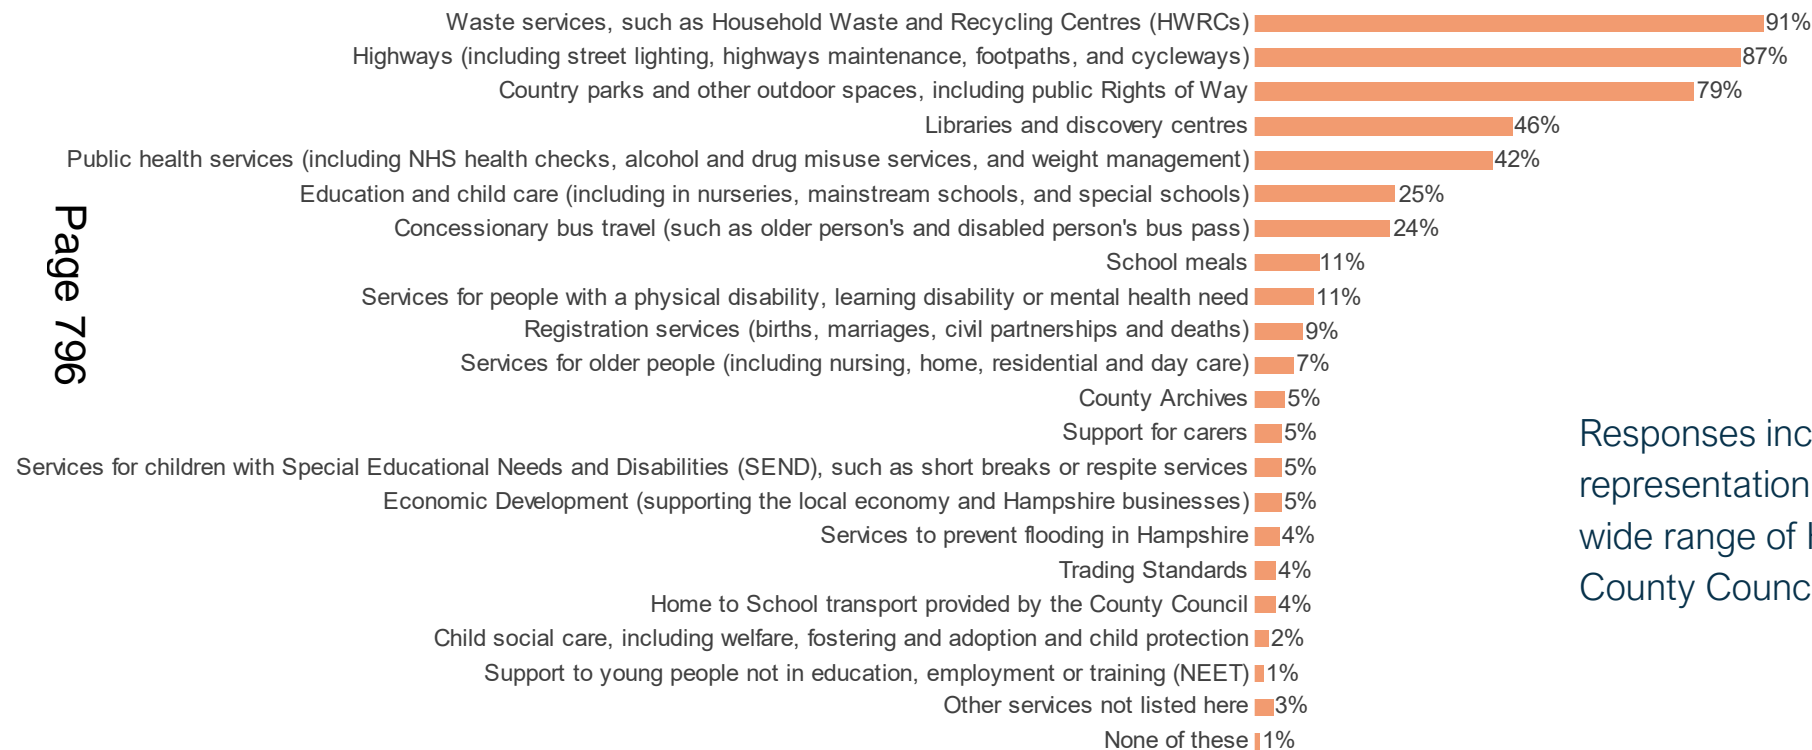 Waste services, such as Household Waste and Recycling Centres (HWRCs) 91%
Highways (including street lighting, highways maintenance, footpaths, and cycleways) 87%
Country parks and other outdoor spaces, including public Rights of Way 79%
Libraries and discovery centres 46%
Public health services (including NHS health checks, alcohol and drug misuse services, and weight management) 42%
Education and child care (including in nurseries, mainstream schools, and special schools) 25%
Concessionary bus travel (such as older person's and disabled person's bus pass) 24%
School meals 11%
Services for people with a physical disability, learning disability or mental health need 11%
Registration services (births, marriages, civil partnerships and deaths) 9%
Services for older people (including nursing, home, residential and day care) 7%
County Archives 5%
Support for carers 5%
Services for children with Special Educational Needs and Disabilities (SEND), such as short breaks or respite services 5%
Economic Development (supporting the local economy and Hampshire businesses) 5%
Services to prevent flooding in Hampshire 4%
Trading Standards 4%
Home to School transport provided by the County Council 4%
Child social care, including welfare, fostering and adoption and child protection 2%
Support to young people not in education, employment or training (NEET) 1%
Other services not listed here 3%
None of these 1%
Page 796
Responses inc
representation
wide range of
County Counc